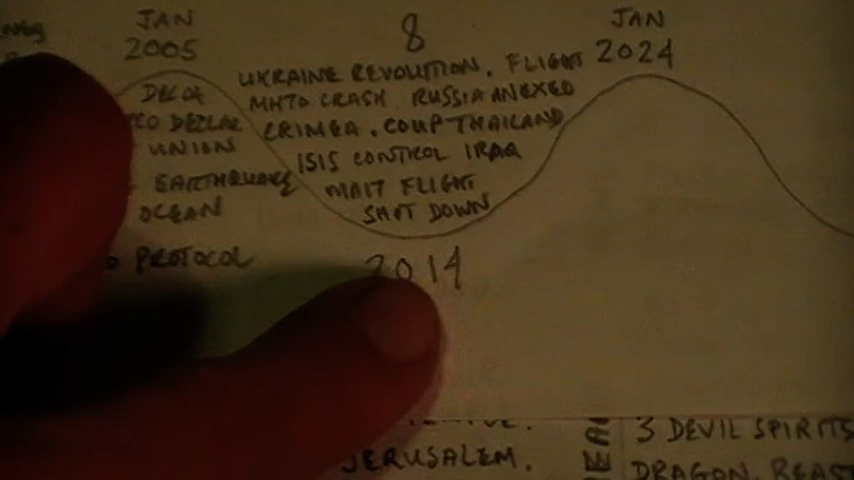 JAN
2005
8
JAN
2024
UKRAINE REVOLUTION. FLIGHT
MH70 CRASH. RUSSIA ANEXED
CRIMEA. COUP THAILAND
ISIS CONTROL IRAQ
FLIGHT
SHOT DOWN
2014
UNION
EARTHQUAKE
OCEAN
PROTOCOL
JERUSALEM.
3 DEVIL SPIRITS
DRAGON, BEAST